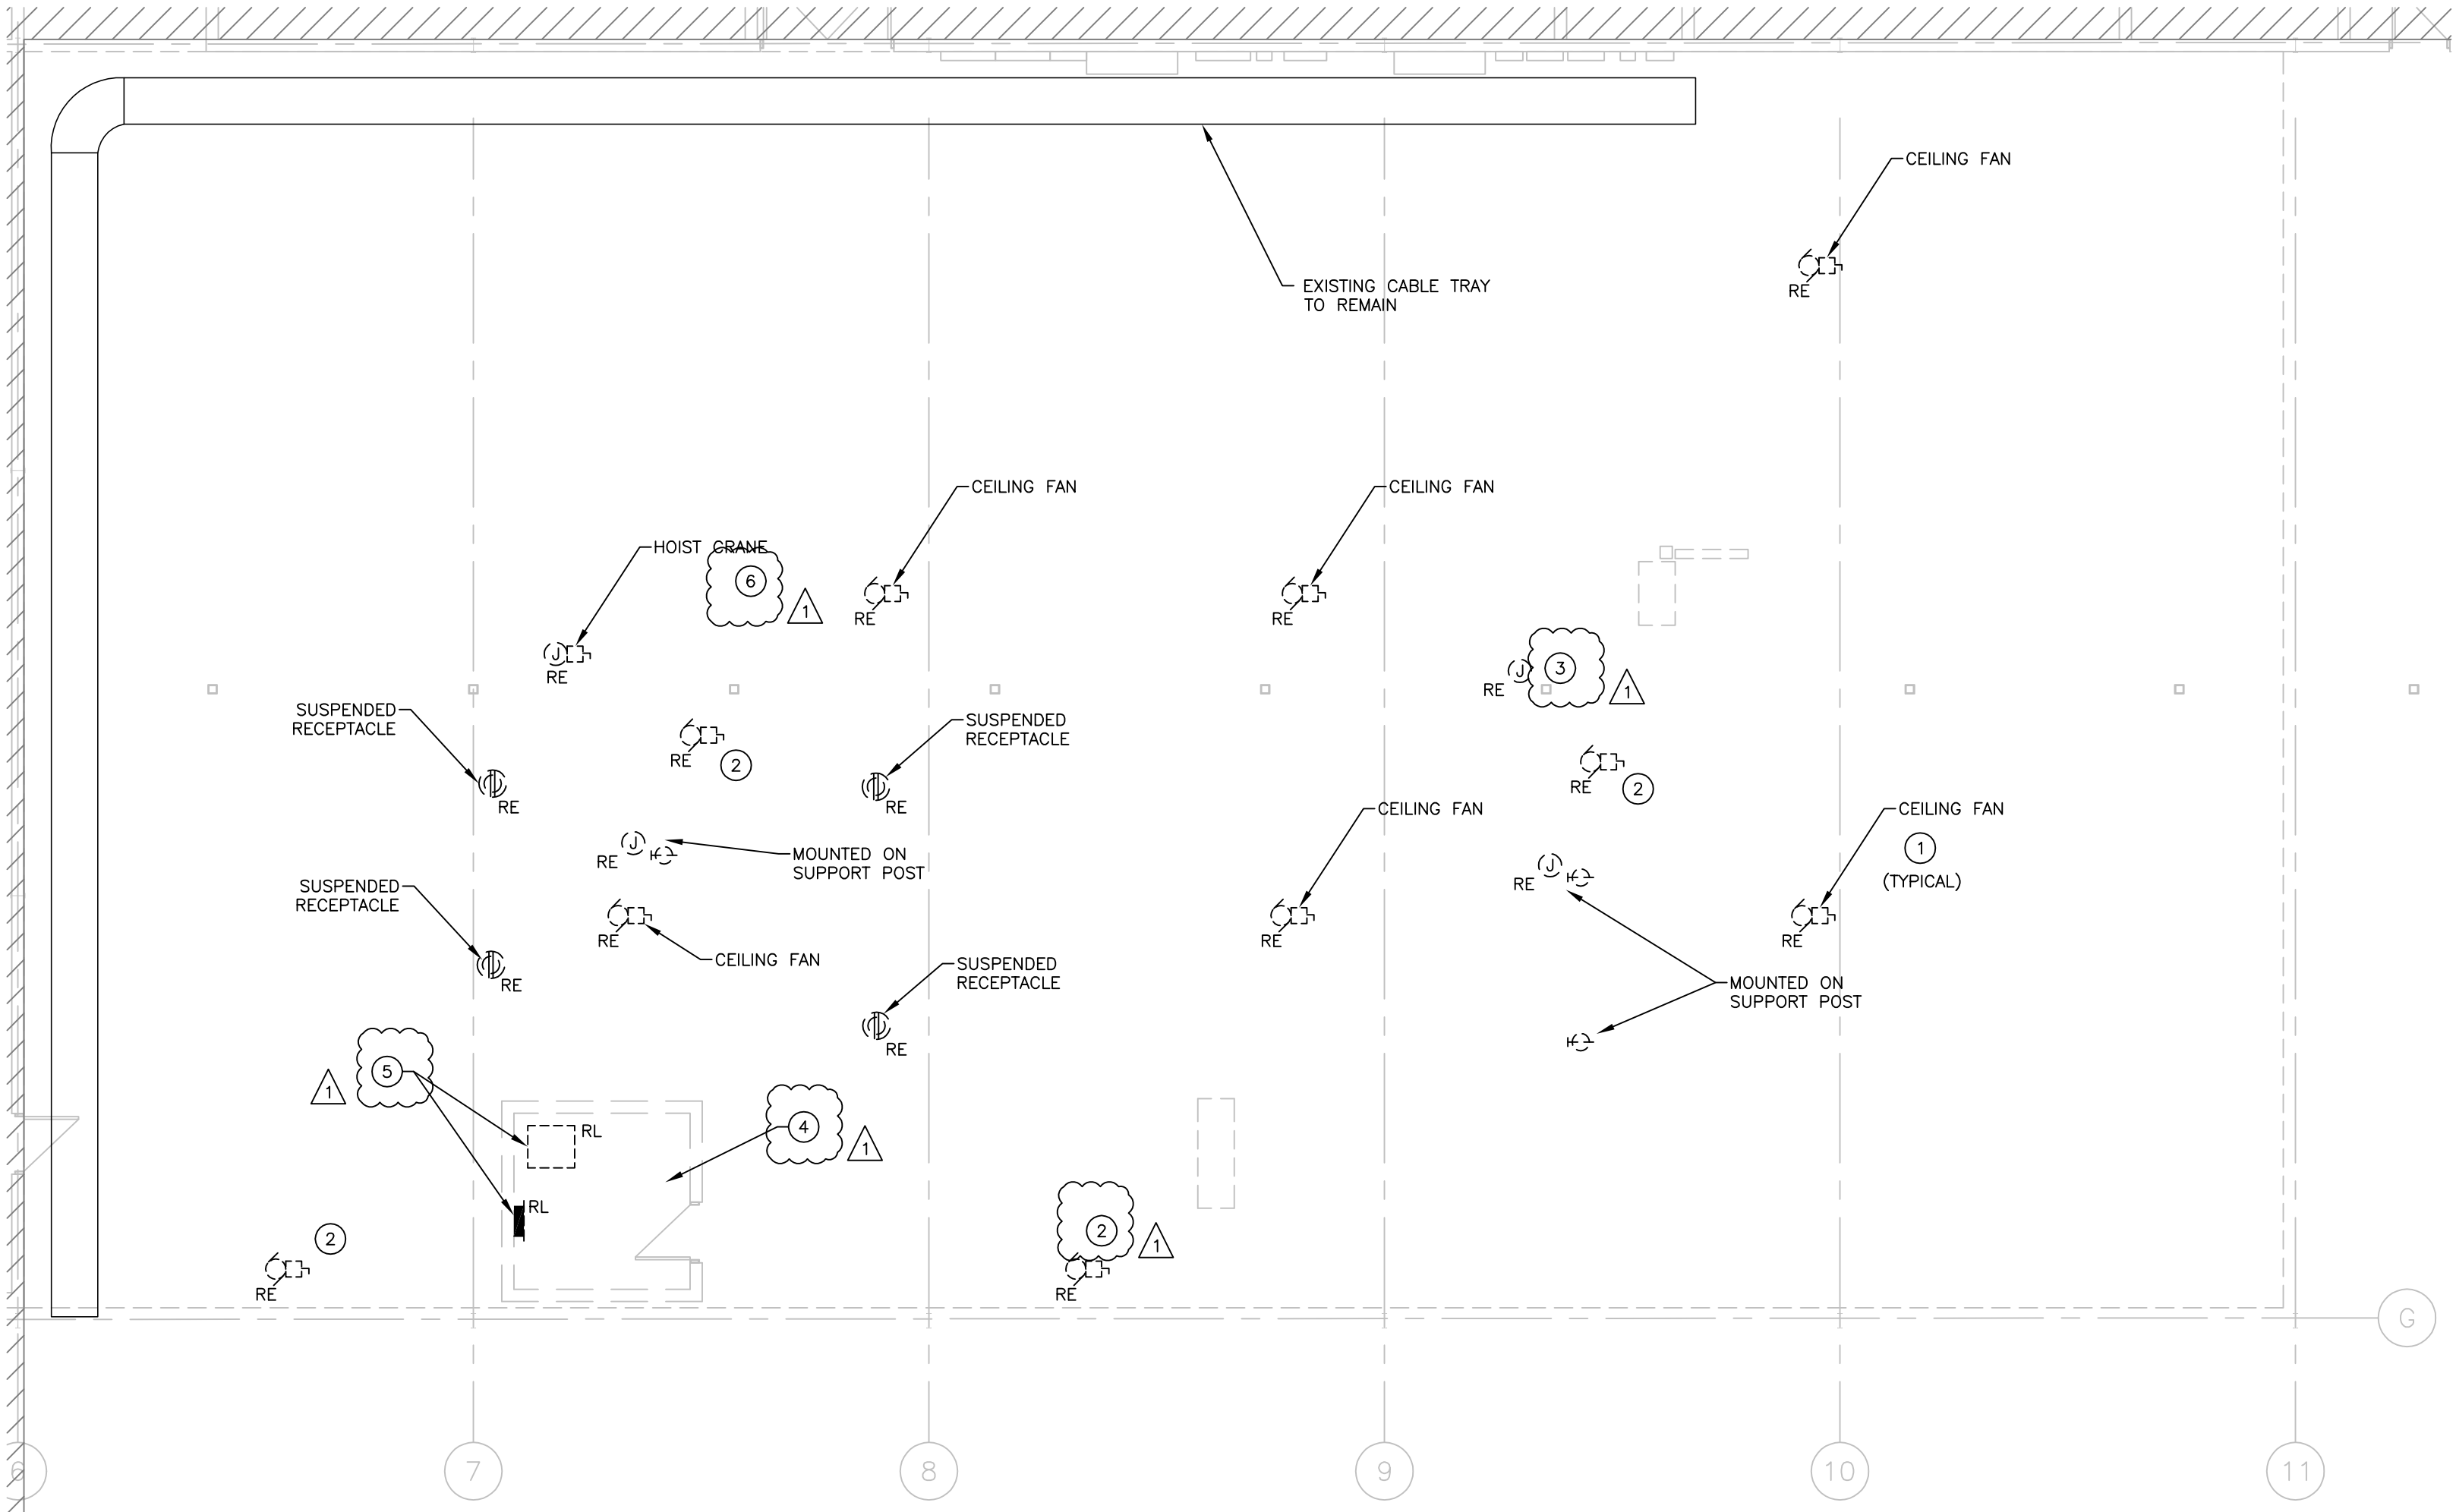 CEILING FAN
RE
EXISTING CABLE TRAY
TO REMAIN
CEILING FAN
RE
CEILING FAN
RE
HOIST CRANE
6
1
J
RE
3
1
J
RE
SUSPENDED
RECEPTACLE
RE
RE
2
SUSPENDED
RECEPTACLE
RE
RE
2
CEILING FAN
RE
CEILING FAN
1
(TYPICAL)
RE
J
RE
MOUNTED ON
SUPPORT POST
J
RE
SUSPENDED
RECEPTACLE
RE
RE
CEILING FAN
SUSPENDED
RECEPTACLE
RE
MOUNTED ON
SUPPORT POST
5
1
RL
RL
4
1
2
RE
2
1
RE
G
6
7
8
9
10
11